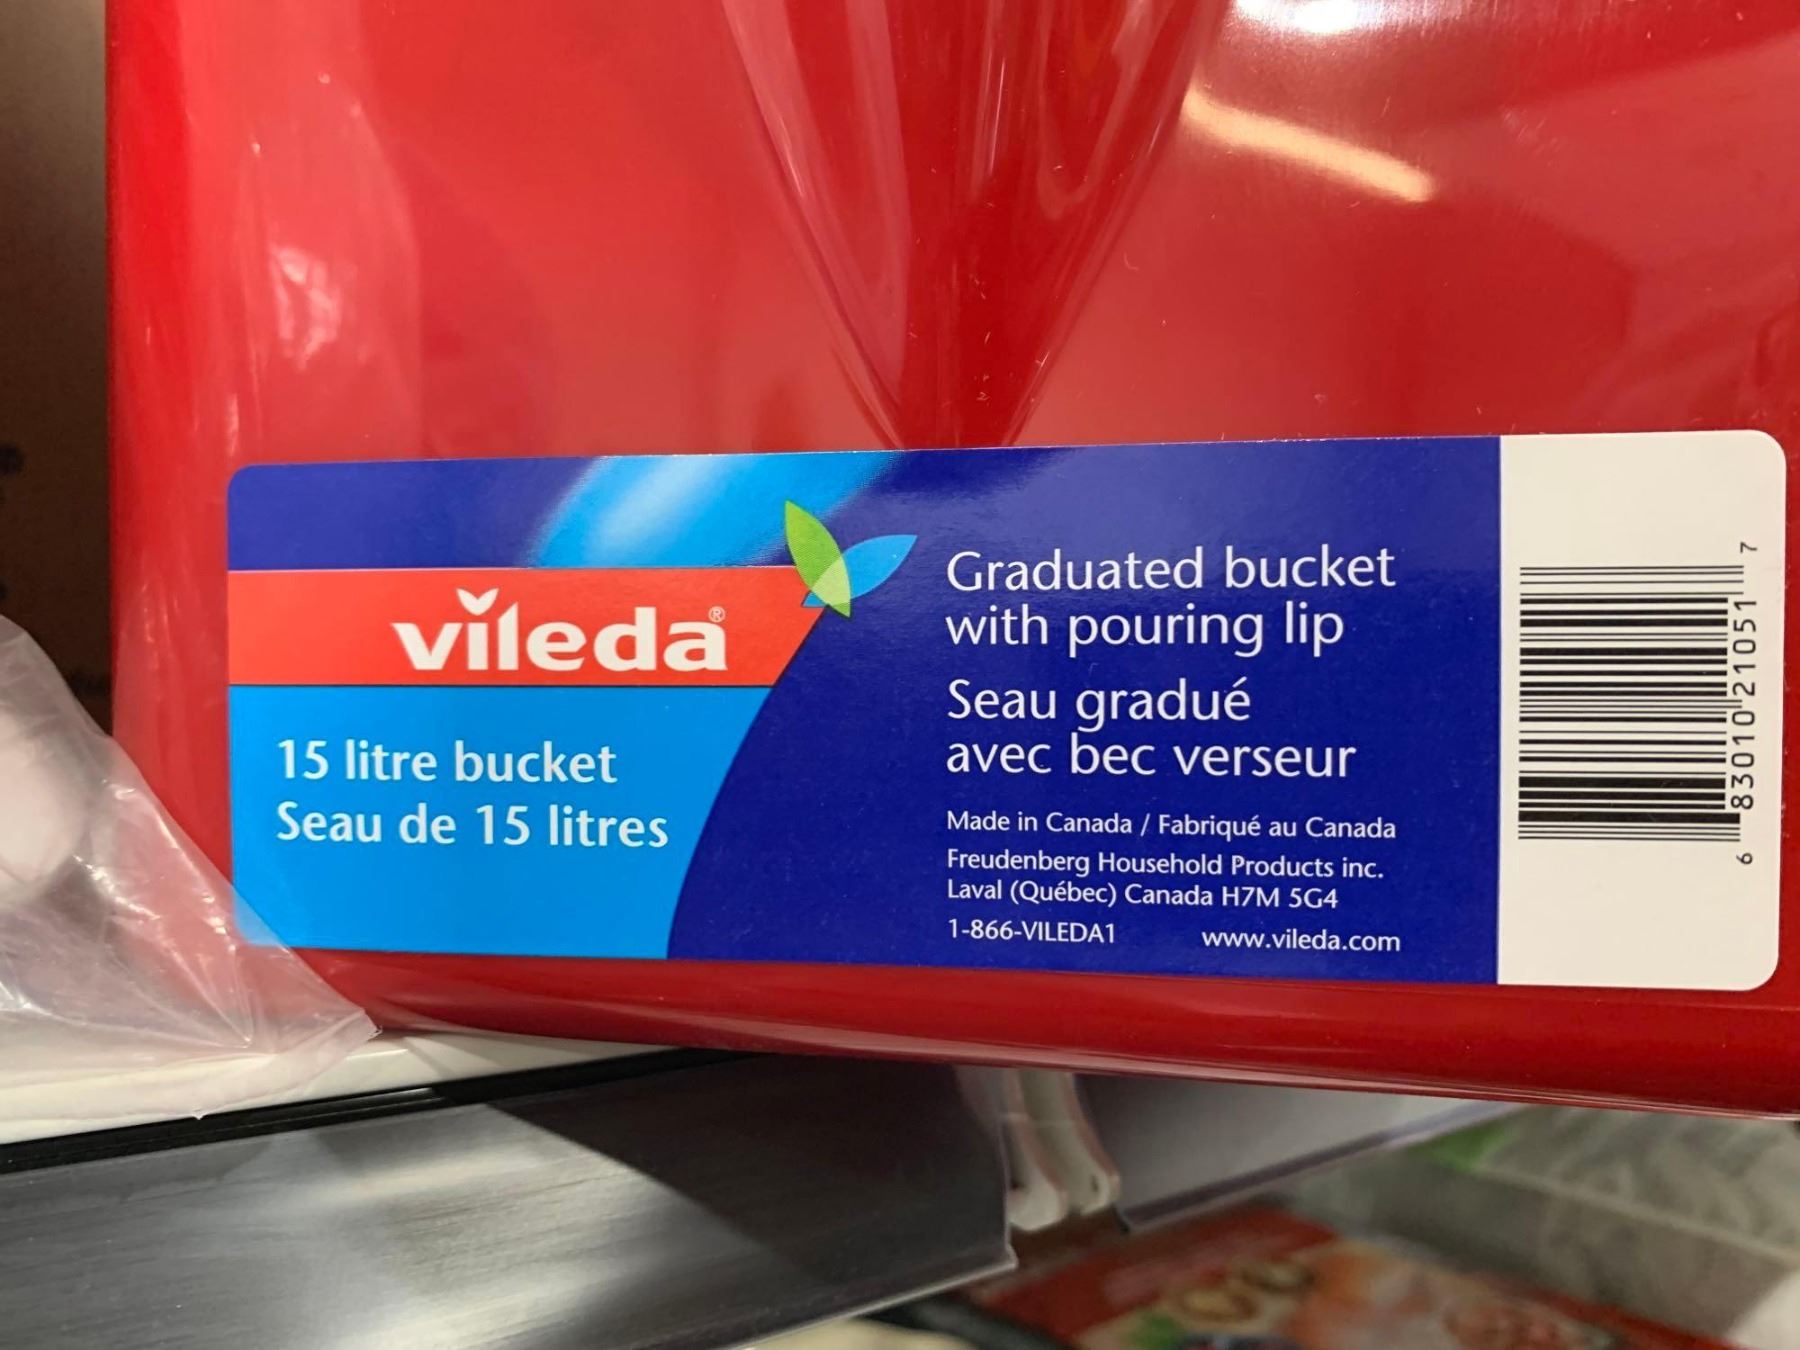 vileda®
15 litre bucket
Seau de 15 litres
Graduated bucket
with pouring lip
Seau gradué
avec bec verseur
Made in Canada / Fabriqué au Canada
Freudenberg Household Products inc.
Laval (Québec) Canada H7M 5G4
1-866-VILEDA1 www.vileda.com
6 83010 21051 7